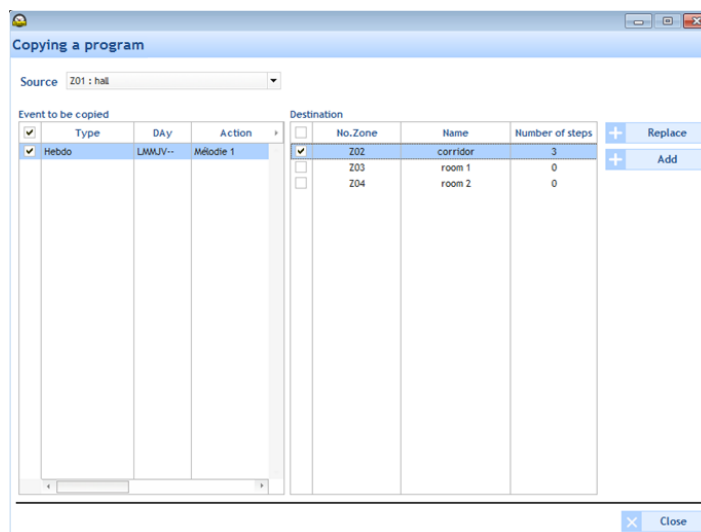 Copying a program
Source Z01 : hall
Event to be copied
Type DAy Action
Hebdo LMMJV-- Mélodie 1
Destination
No.Zone Name Number of steps
Z02 corridor 3
Z03 room 1 0
Z04 room 2 0
Replace
Add
Close